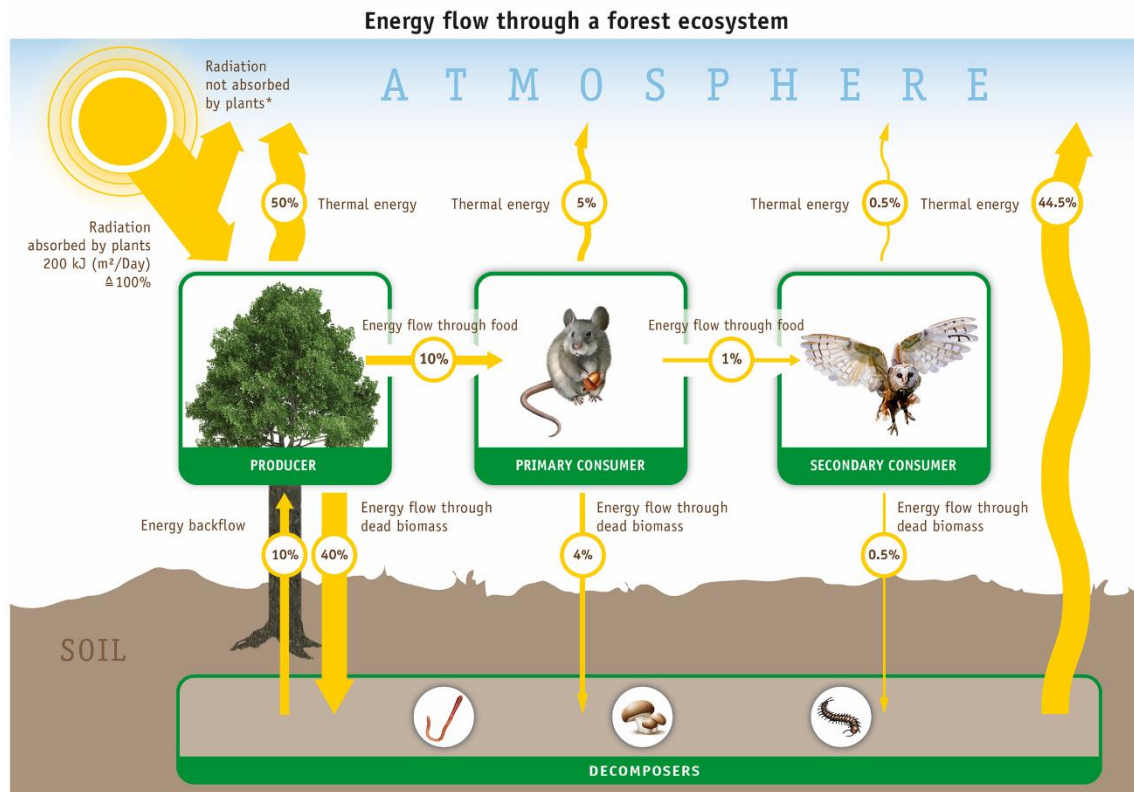 Energy flow through a forest ecosystem
ATMOSPHERE
Radiation
not absorbed
by plants*
50%
Thermal energy
Thermal energy
5%
Thermal energy
0.5%
Thermal energy
44.5%
Radiation
absorbed by plants
200 kJ (m²/Day)
≙100%
Energy flow through food
10%
Energy flow through food
1%
PRODUCER
PRIMARY CONSUMER
SECONDARY CONSUMER
Energy backflow
10%
40%
Energy flow through
dead biomass
4%
Energy flow through
dead biomass
0.5%
Energy flow through
dead biomass
SOIL
DECOMPOSERS